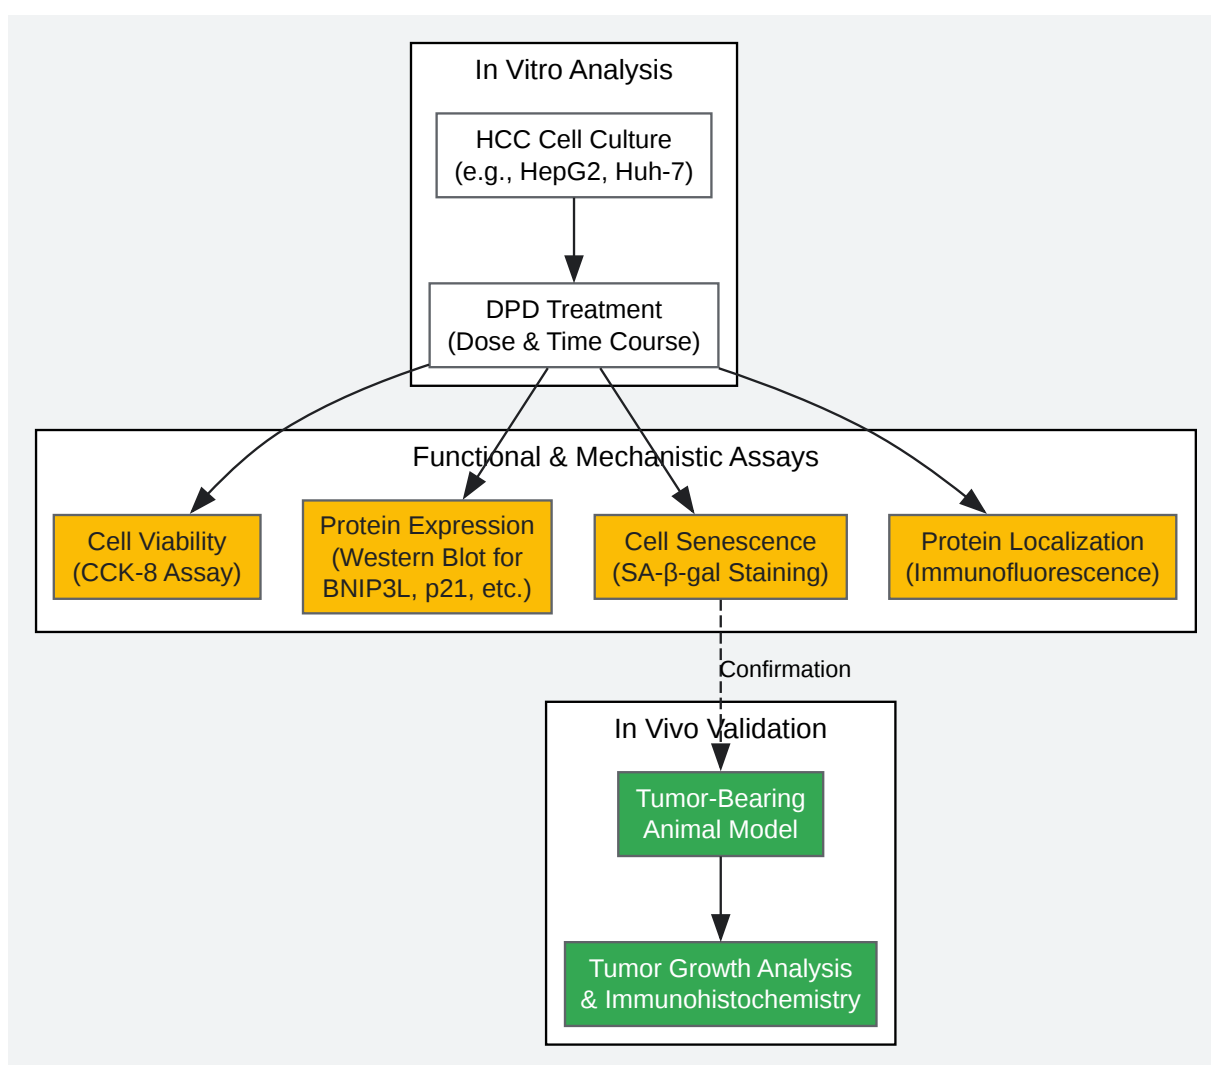 In Vitro Analysis
HCC Cell Culture
(e.g., HepG2, Huh-7)
DPD Treatment
(Dose & Time Course)
Functional & Mechanistic Assays
Cell Viability
(CCK-8 Assay)
Protein Expression
(Western Blot for
BNIP3L, p21, etc.)
Cell Senescence
(SA-β-gal Staining)
Protein Localization
(Immunofluorescence)
Confirmation
In Vivo Validation
Tumor-Bearing
Animal Model
Tumor Growth Analysis
& Immunohistochemistry